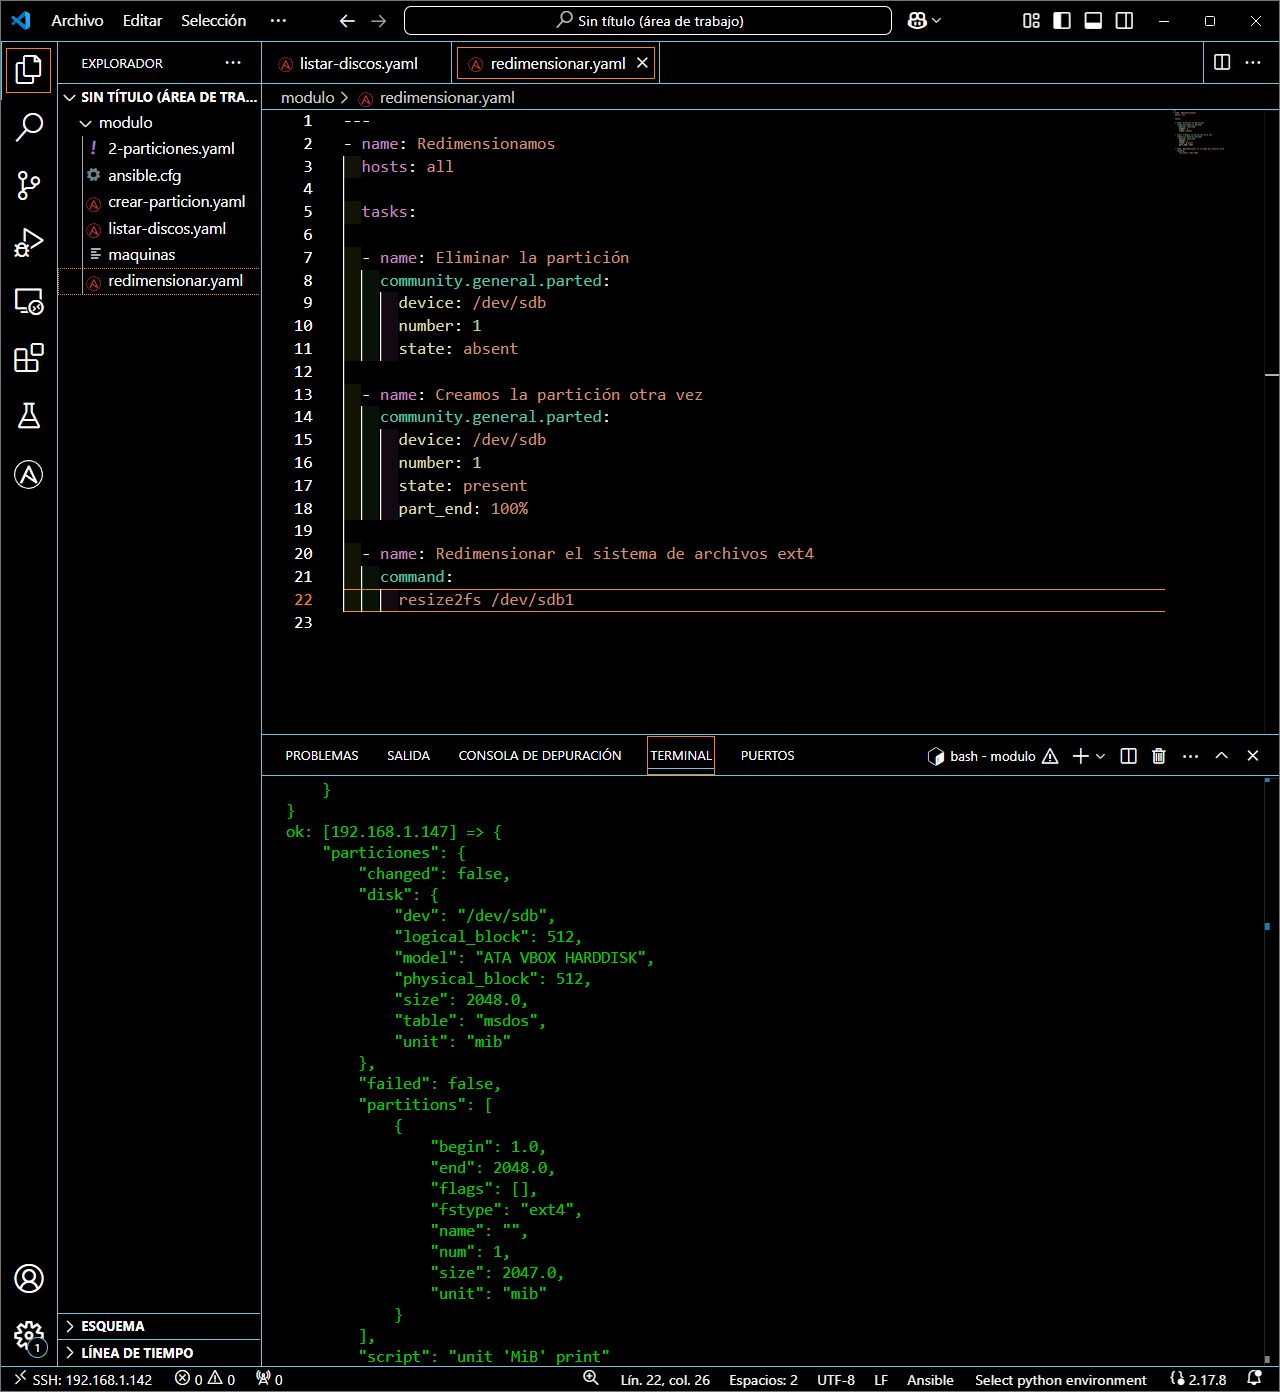 Archivo Editar Selección ··· Sin título (área de trabajo)
EXPLORADOR ···
SIN TÍTULO (ÁREA DE TRA...
modulo
! 2-particiones.yaml
ansible.cfg
crear-particion.yaml
listar-discos.yaml
maquinas
redimensionar.yaml
ESQUEMA
LÍNEA DE TIEMPO
listar-discos.yaml redimensionar.yaml
modulo > redimensionar.yaml
1 ---
2 - name: Redimensionamos
3   hosts: all
4
5   tasks:
6
7   - name: Eliminar la partición
8     community.general.parted:
9       device: /dev/sdb
10       number: 1
11       state: absent
12
13   - name: Creamos la partición otra vez
14     community.general.parted:
15       device: /dev/sdb
16       number: 1
17       state: present
18       part_end: 100%
19
20   - name: Redimensionar el sistema de archivos ext4
21     command:
22       resize2fs /dev/sdb1
23
PROBLEMAS SALIDA CONSOLA DE DEPURACIÓN TERMINAL PUERTOS bash - modulo
    }
}
ok: [192.168.1.147] => {
    "particiones": {
        "changed": false,
        "disk": {
            "dev": "/dev/sdb",
            "logical_block": 512,
            "model": "ATA VBOX HARDDISK",
            "physical_block": 512,
            "size": 2048.0,
            "table": "msdos",
            "unit": "mib"
        },
        "failed": false,
        "partitions": [
            {
                "begin": 1.0,
                "end": 2048.0,
                "flags": [],
                "fstype": "ext4",
                "name": "",
                "num": 1,
                "size": 2047.0,
                "unit": "mib"
            }
        ],
        "script": "unit 'MiB' print"
1
SSH: 192.168.1.142 0 0 0 Lín. 22, col. 26 Espacios: 2 UTF-8 LF Ansible Select python environment 2.17.8